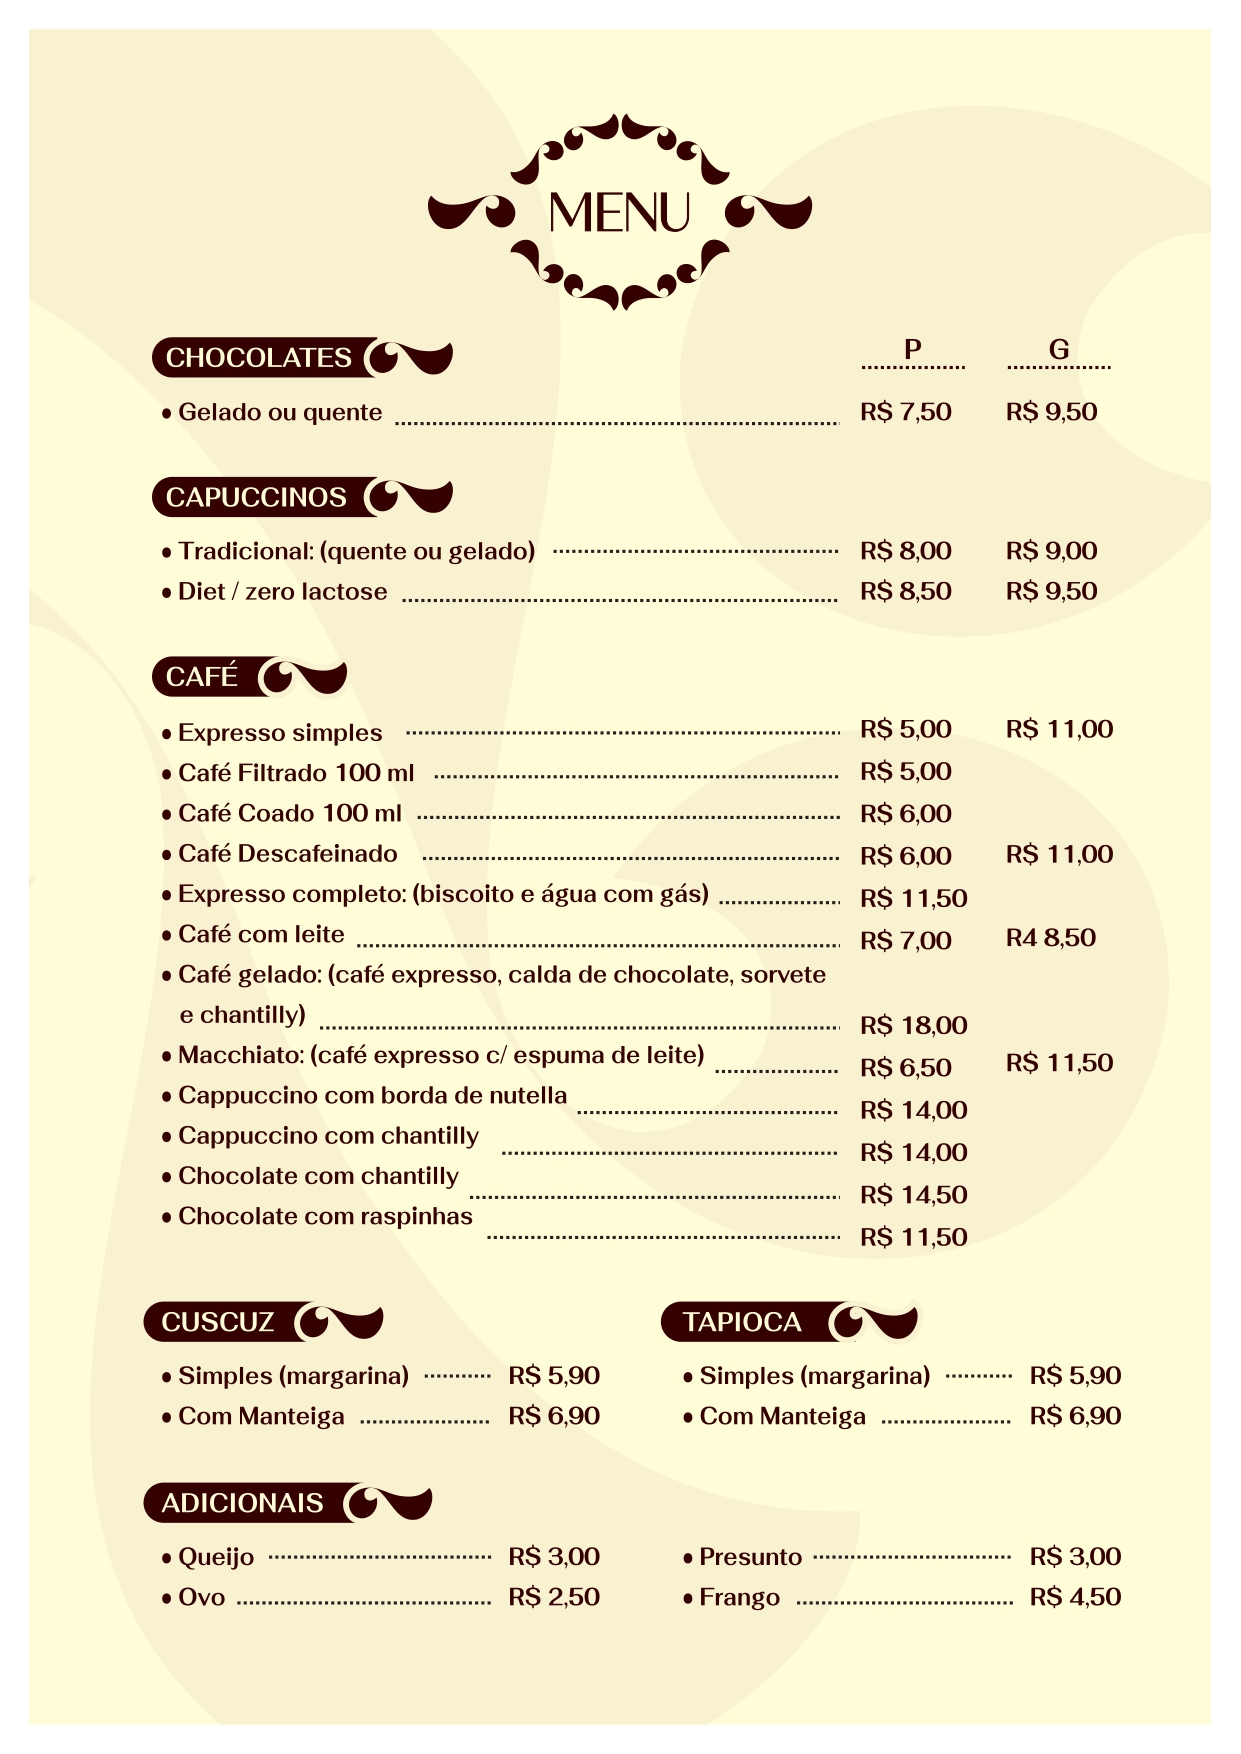 MENU
CHOCOLATES P G
• Gelado ou quente R$ 7,50 R$ 9,50
CAPUCCINOS
• Tradicional: (quente ou gelado) R$ 8,00 R$ 9,00
• Diet / zero lactose R$ 8,50 R$ 9,50
CAFÉ
• Expresso simples R$ 5,00 R$ 11,00
• Café Filtrado 100 ml R$ 5,00
• Café Coado 100 ml R$ 6,00
• Café Descafeinado R$ 6,00 R$ 11,00
• Expresso completo: (biscoito e água com gás) R$ 11,50
• Café com leite R$ 7,00 R4 8,50
• Café gelado: (café expresso, calda de chocolate, sorvete
e chantilly) R$ 18,00
• Macchiato: (café expresso c/ espuma de leite) R$ 6,50 R$ 11,50
• Cappuccino com borda de nutella R$ 14,00
• Cappuccino com chantilly R$ 14,00
• Chocolate com chantilly R$ 14,50
• Chocolate com raspinhas R$ 11,50
CUSCUZ
• Simples (margarina) R$ 5,90
• Com Manteiga R$ 6,90
TAPIOCA
• Simples (margarina) R$ 5,90
• Com Manteiga R$ 6,90
ADICIONAIS
• Queijo R$ 3,00
• Ovo R$ 2,50
• Presunto R$ 3,00
• Frango R$ 4,50